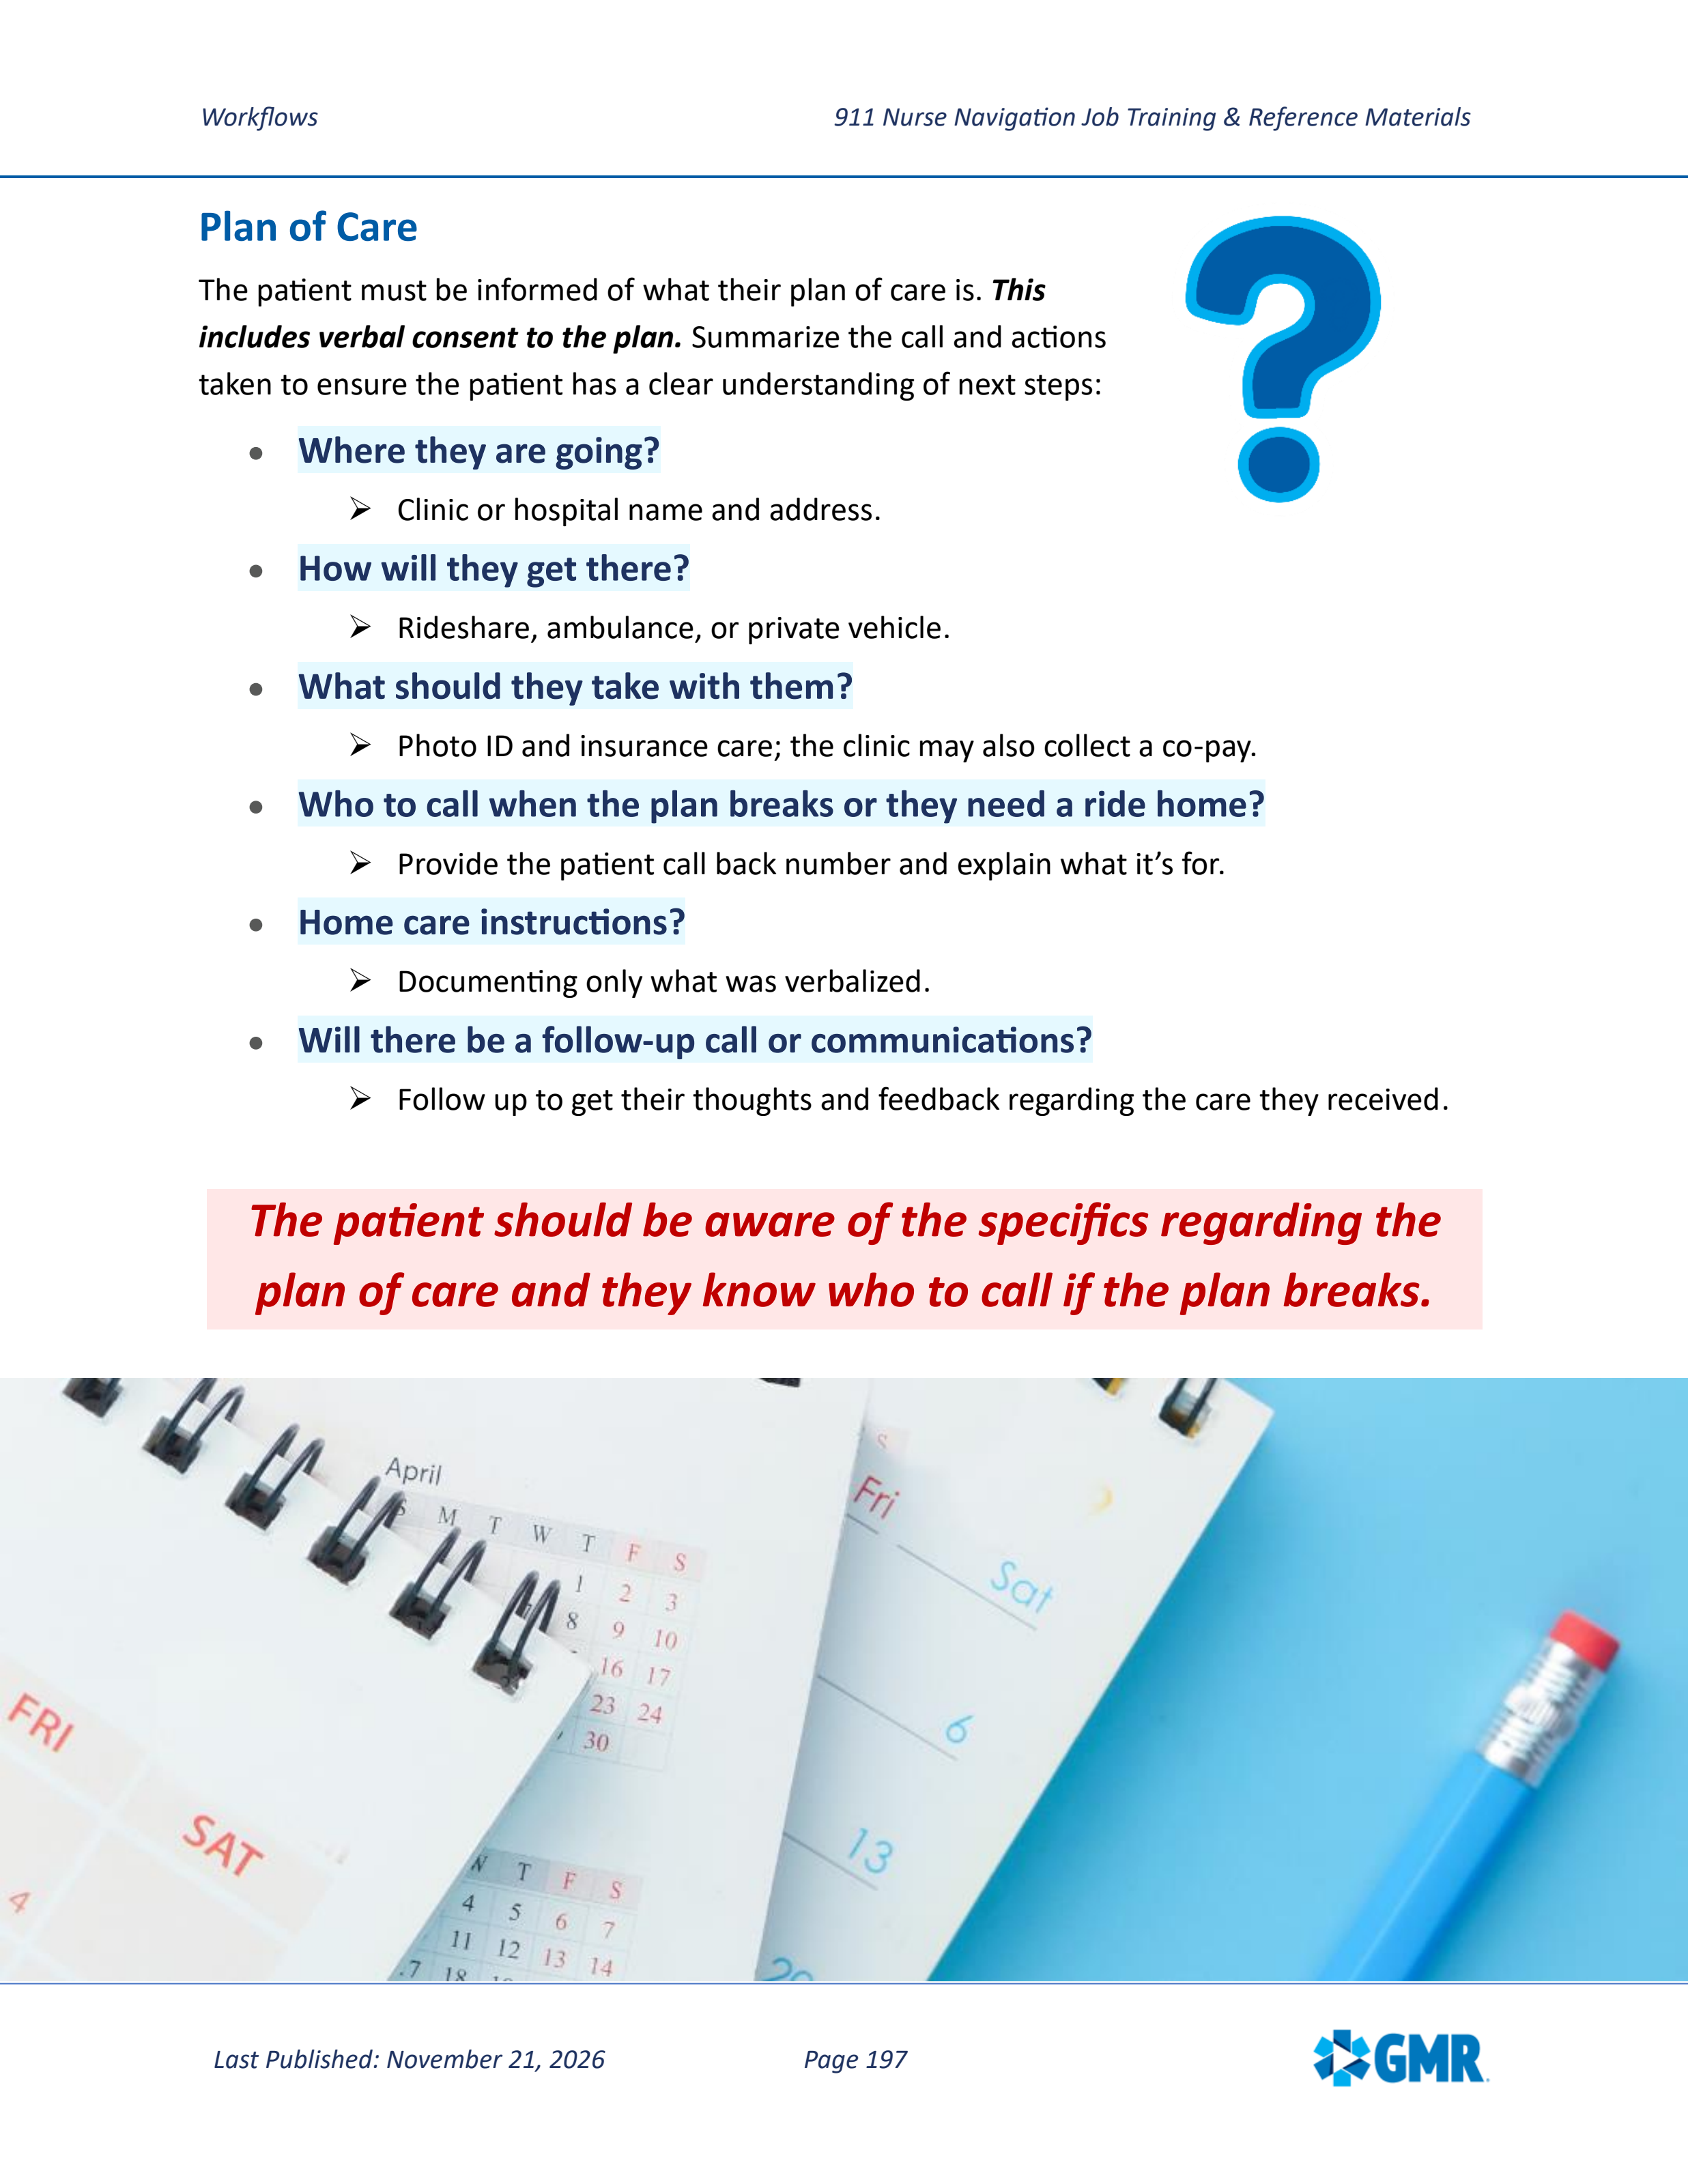 Workflows
911 Nurse Navigation Job Training & Reference Materials
Plan of Care
The patient must be informed of what their plan of care is. This
includes verbal consent to the plan. Summarize the call and actions
taken to ensure the patient has a clear understanding of next steps:
• Where they are going?
➢ Clinic or hospital name and address.
• How will they get there?
➢ Rideshare, ambulance, or private vehicle.
• What should they take with them?
➢ Photo ID and insurance care; the clinic may also collect a co-pay.
• Who to call when the plan breaks or they need a ride home?
➢ Provide the patient call back number and explain what it’s for.
• Home care instructions?
➢ Documenting only what was verbalized.
• Will there be a follow-up call or communications?
➢ Follow up to get their thoughts and feedback regarding the care they received.
The patient should be aware of the specifics regarding the
plan of care and they know who to call if the plan breaks.
April
S M T W T F S
1 2 3
8 9 10
16 17
23 24
30
Fri
Sat
6
13
20
FRI
SAT
4
T F S
4 5 6 7
11 12 13 14
18
Last Published: November 21, 2026
Page 197
GMR